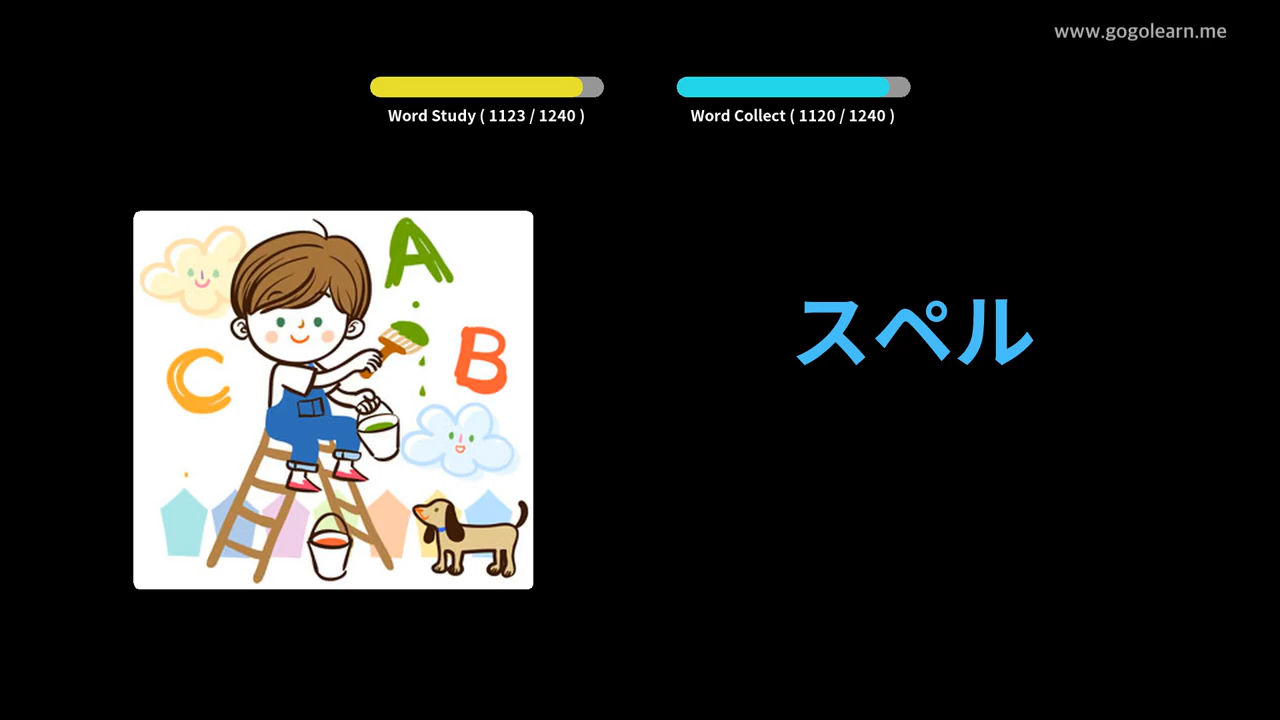 www.gogolearn.me
Word Study ( 1123 / 1240 )
Word Collect ( 1120 / 1240 )
A
B
C
スペル